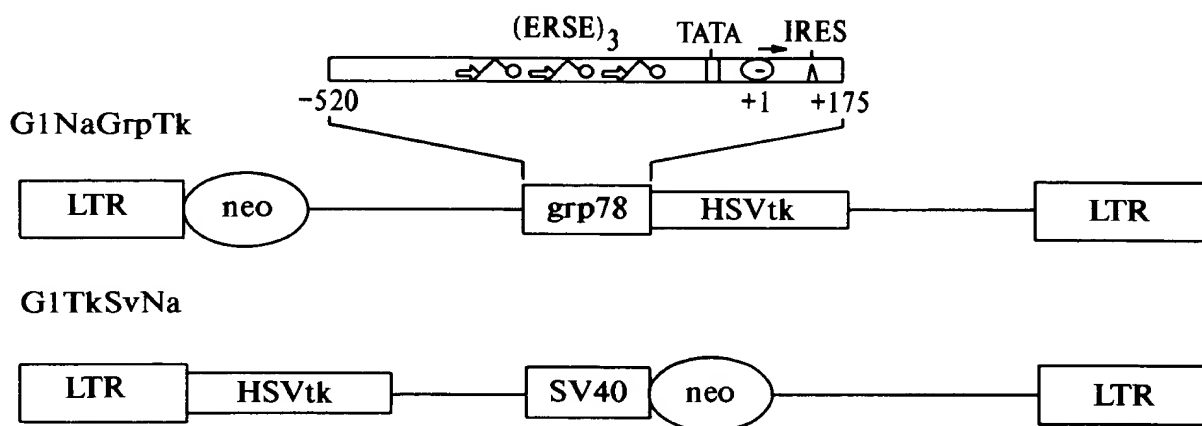 (ERSE)3 TATA IRES
-
−520 +1 +175
G1NaGrpTk
LTR neo grp78 HSVtk LTR
G1TkSvNa
LTR HSVtk SV40 neo LTR